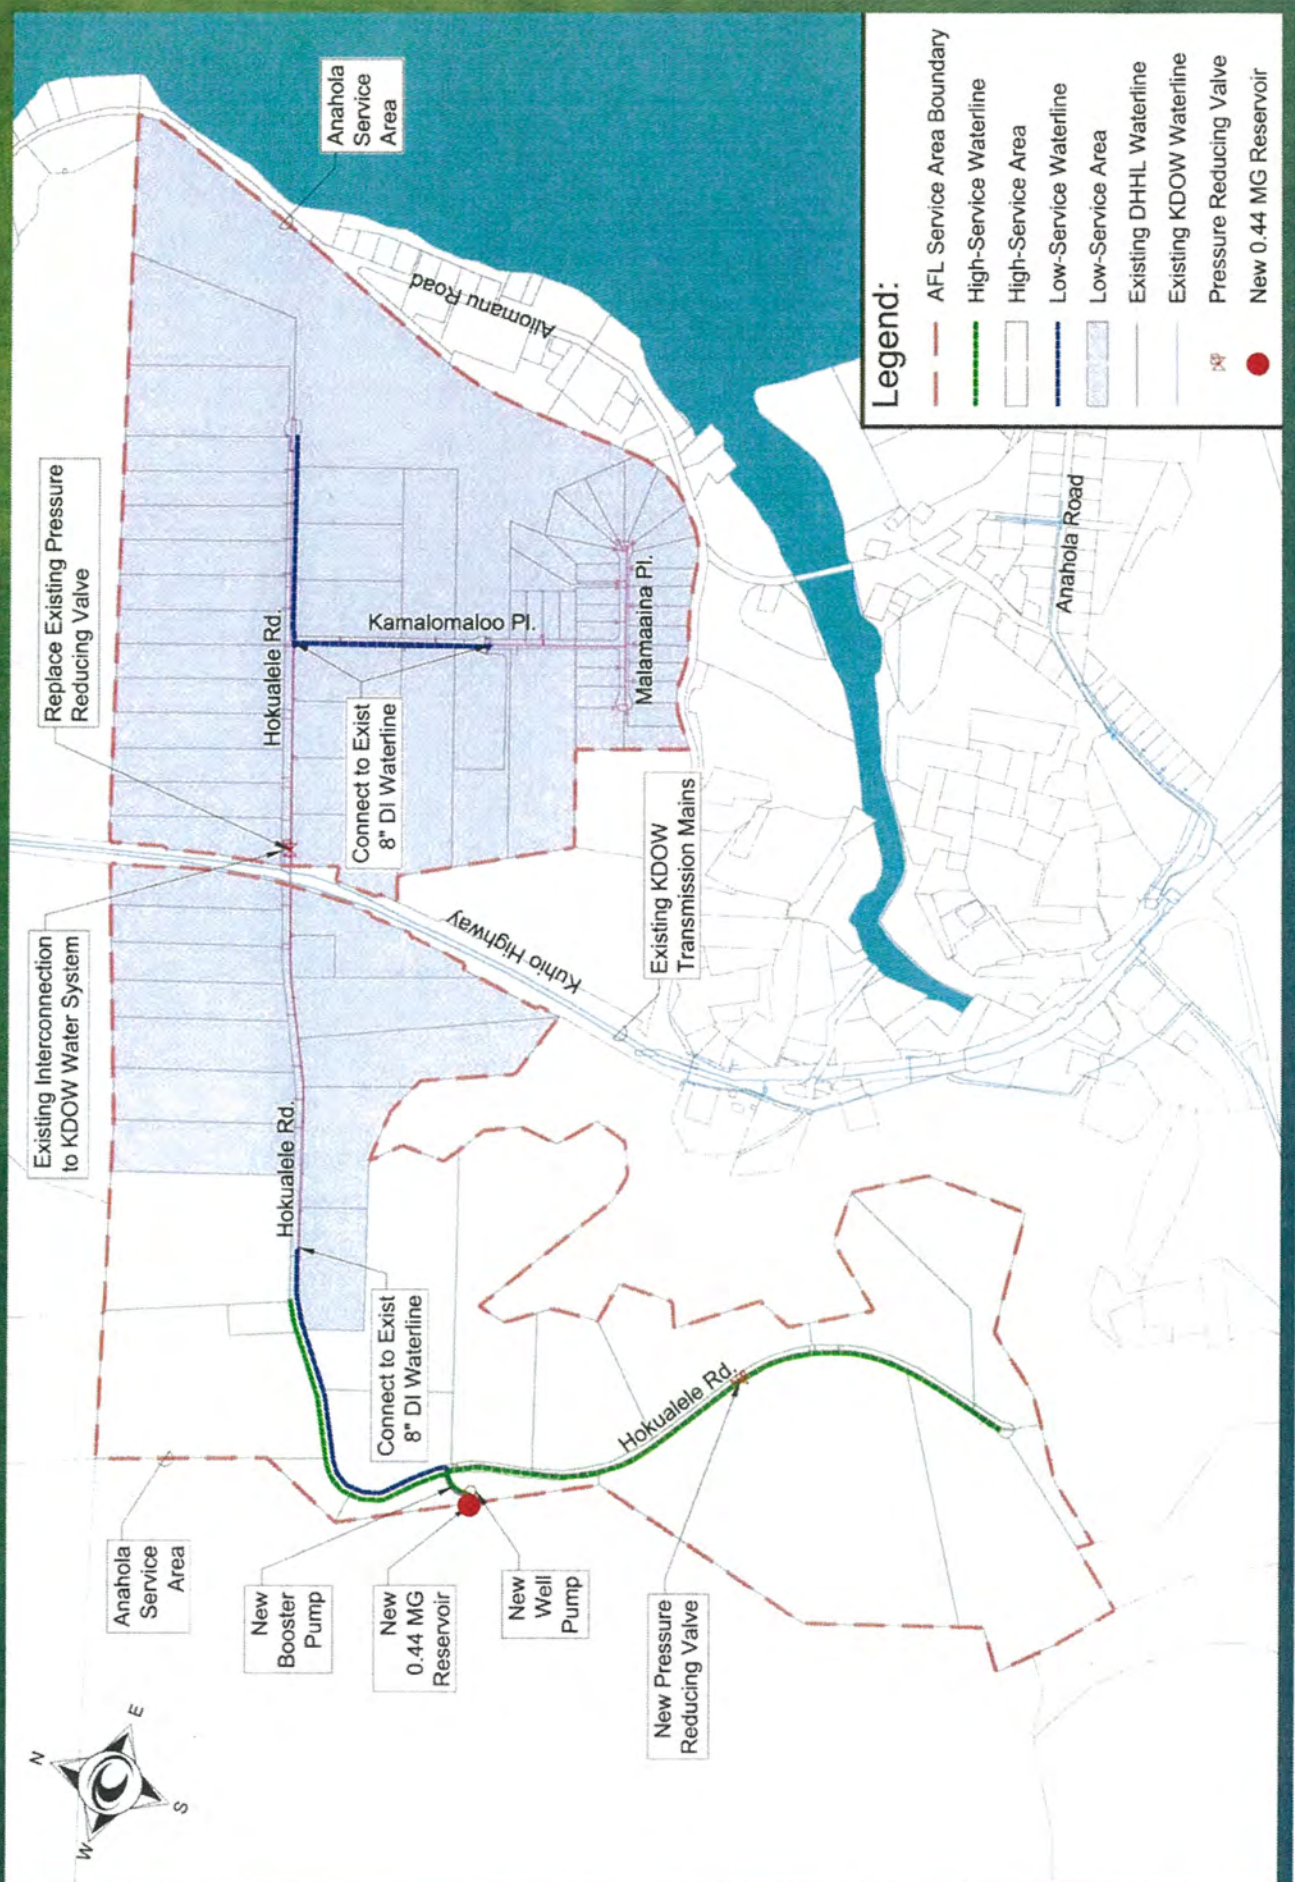 N
E
S
W
Anahola
Service
Area
New
Booster
Pump
New
0.44 MG
Reservoir
New
Well
Pump
New Pressure
Reducing Valve
Existing Interconnection
to KDOW Water System
Hokualele Rd.
Connect to Exist
8" DI Waterline
Hokualele Rd.
Replace Existing Pressure
Reducing Valve
Hokualele Rd.
Connect to Exist
8" DI Waterline
Kamalomaloo Pl.
Malamaaina Pl.
Kuhio Highway
Existing KDOW
Transmission Mains
Anahola
Service
Area
Aliomanu Road
Anahola Road
Legend:
AFL Service Area Boundary
High-Service Waterline
High-Service Area
Low-Service Waterline
Low-Service Area
Existing DHHL Waterline
Existing KDOW Waterline
Pressure Reducing Valve
New 0.44 MG Reservoir